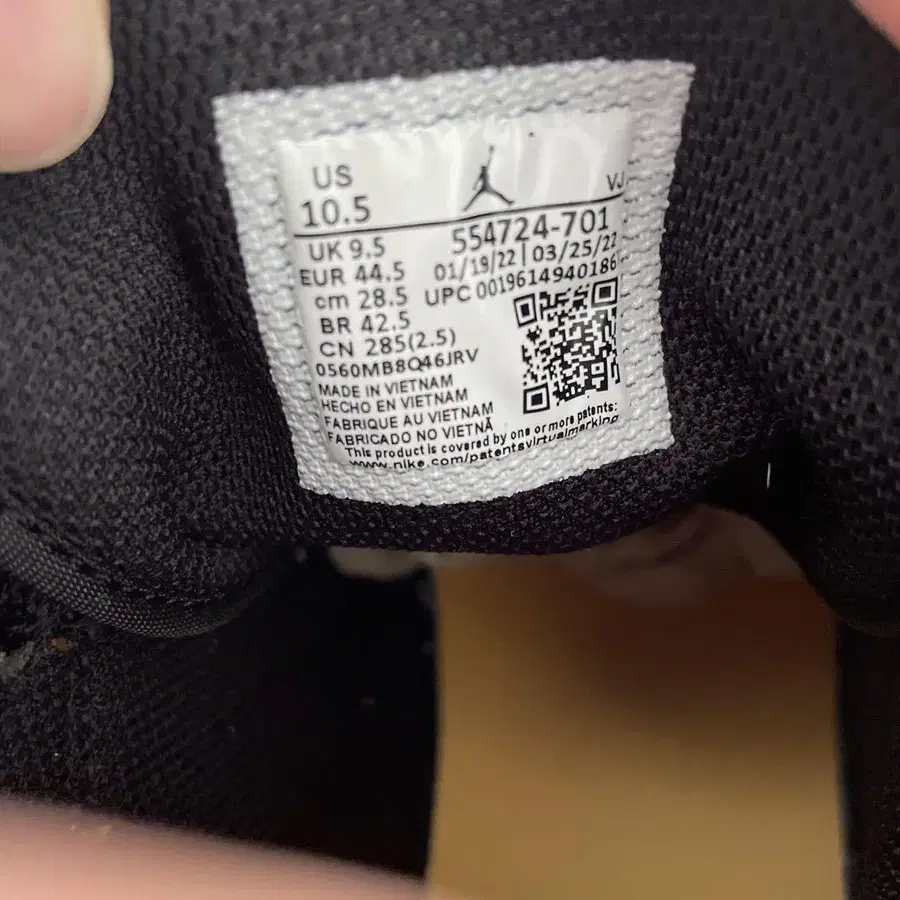 US
10.5
VJ
UK 9.5
EUR 44.5
cm 28.5
BR 42.5
CN 285(2.5)
0560MB8Q46JRV
554724-701
01/19/22 | 03/25/22
UPC 0019614940186
MADE IN VIETNAM
HECHO EN VIETNAM
FABRIQUE AU VIETNAM
FABRICADO NO VIETNÃ
This product is covered by one or more patents:
www.nike.com/patentsvirtualmarking